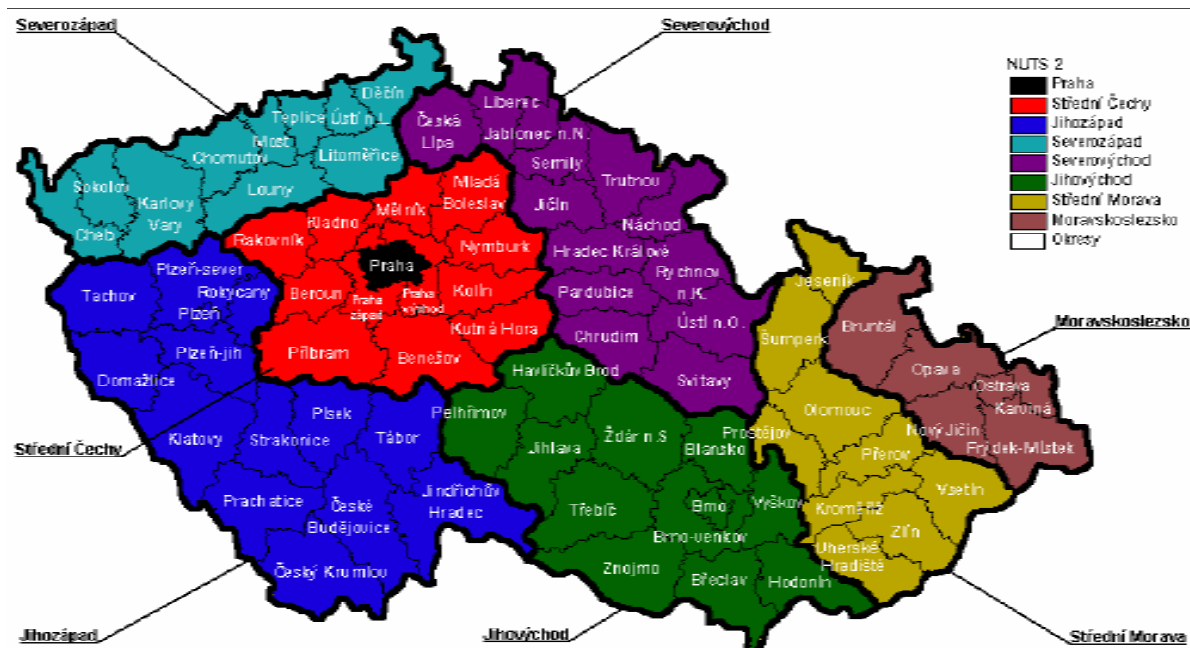 Severozápad
Severovýchod
NUTS 2
Praha
Střední Čechy
Jihozápad
Severozápad
Severovýchod
Jihovýchod
Střední Morava
Moravskoslezsko
Okresy
Děčín
Teplice
Ústí n.L.
Most
Chomutov
Litoměřice
Louny
Sokolov
Karlovy
Vary
Cheb
Česká
Lípa
Liberec
Jablonec n.N.
Semily
Trutnov
Jičín
Náchod
Hradec Králové
Rychnov
n.K.
Pardubice
Ústí n.O.
Chrudim
Svitavy
Mladá
Boleslav
Mělník
Kladno
Rakovník
Nymburk
Praha
Beroun
Praha
západ
Praha
východ
Kolín
Kutná Hora
Příbram
Benešov
Plzeň-sever
Tachov
Rokycany
Plzeň
Plzeň-jih
Domažlice
Klatovy
Písek
Strakonice
Tábor
Prachatice
České
Budějovice
Jindřichův
Hradec
Český Krumlov
Havlíčkův Brod
Pelhřimov
Jihlava
Žďár n.S
Blansko
Třebíč
Brno
Vyškov
Brno-venkov
Znojmo
Břeclav
Hodonín
Jeseník
Šumperk
Olomouc
Prostějov
Přerov
Kroměříž
Vsetín
Zlín
Uherské
Hradiště
Bruntál
Opava
Ostrava
Karviná
Nový Jičín
Frýdek-Místek
Moravskoslezsko
Střední Čechy
Jihozápad
Jihovýchod
Střední Morava